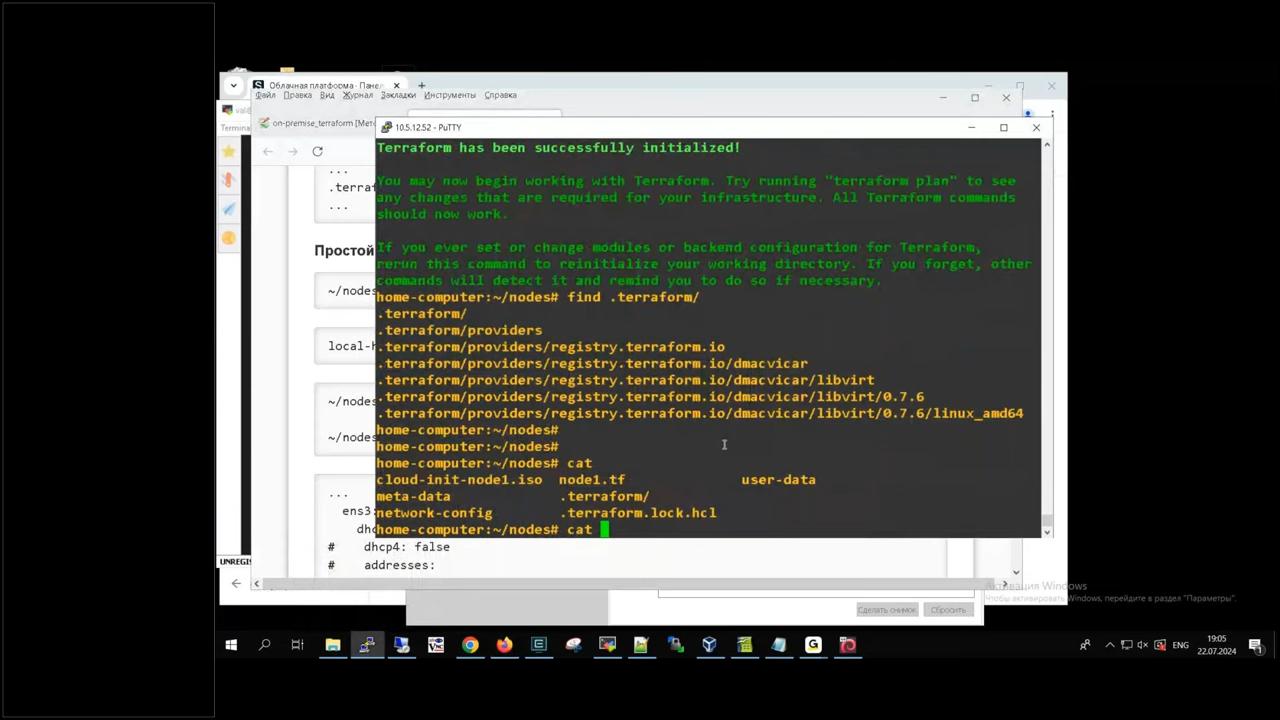 Облачная платформа · Пане
Файл Правка Вид Журнал Закладки Инструменты Справка
val@
Termina
on-premise_terraform [Мето
10.5.12.52 - PuTTY
...
.terraf
...
Простой
~/nodes
local-h
~/nodes
~/nodes
...
ens3:
dhc
# dhcp4: false
# addresses:
Terraform has been successfully initialized!
You may now begin working with Terraform. Try running "terraform plan" to see
any changes that are required for your infrastructure. All Terraform commands
should now work.
If you ever set or change modules or backend configuration for Terraform,
rerun this command to reinitialize your working directory. If you forget, other
commands will detect it and remind you to do so if necessary.
home-computer:~/nodes# find .terraform/
.terraform/
.terraform/providers
.terraform/providers/registry.terraform.io
.terraform/providers/registry.terraform.io/dmacvicar
.terraform/providers/registry.terraform.io/dmacvicar/libvirt
.terraform/providers/registry.terraform.io/dmacvicar/libvirt/0.7.6
.terraform/providers/registry.terraform.io/dmacvicar/libvirt/0.7.6/linux_amd64
home-computer:~/nodes#
home-computer:~/nodes#
home-computer:~/nodes# cat
cloud-init-node1.iso node1.tf user-data
meta-data .terraform/
network-config .terraform.lock.hcl
home-computer:~/nodes# cat
UNREGIS
Активация Windows
Чтобы активировать Windows, перейдите в раздел "Параметры".
Сделать снимок Сбросить
ENG
19:05
22.07.2024